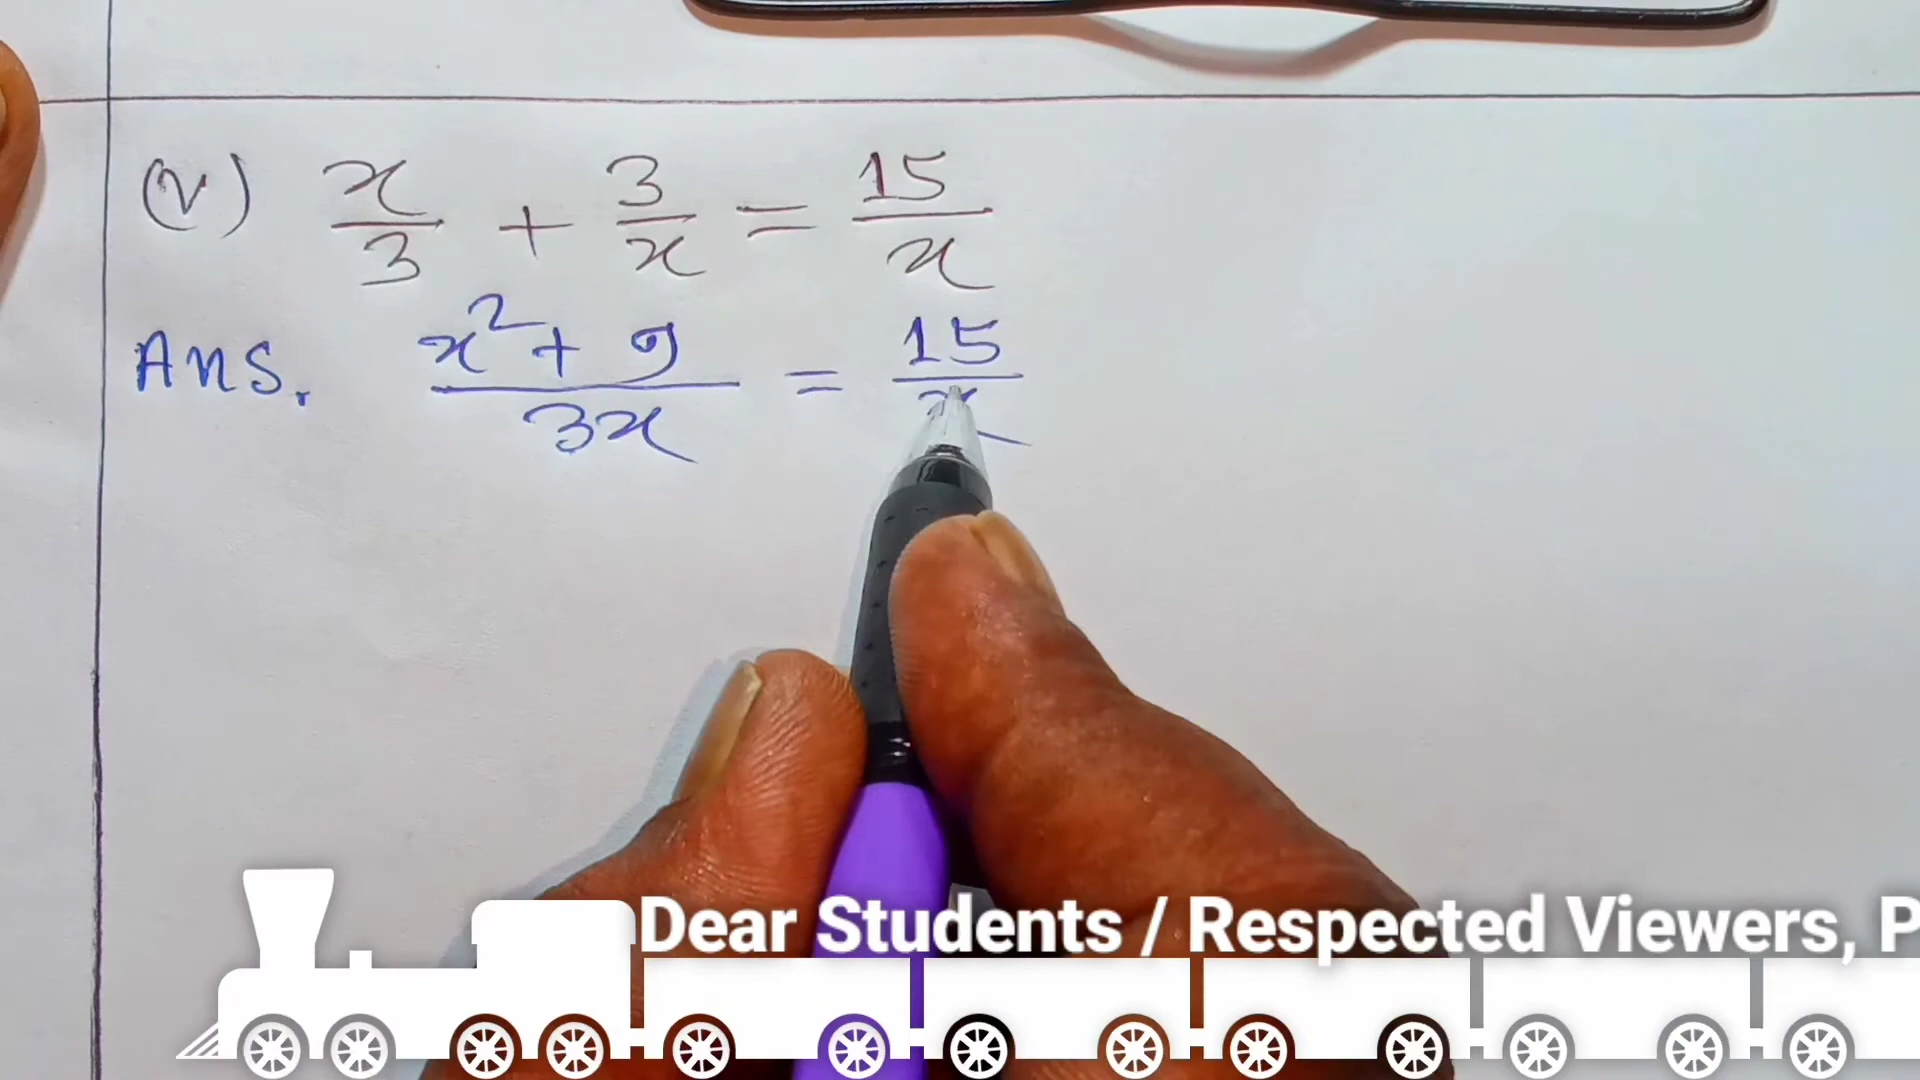 (v) x/3 + 3/x = 15/x
Ans. x² + 9/3x = 15/x
Dear Students / Respected Viewers, P